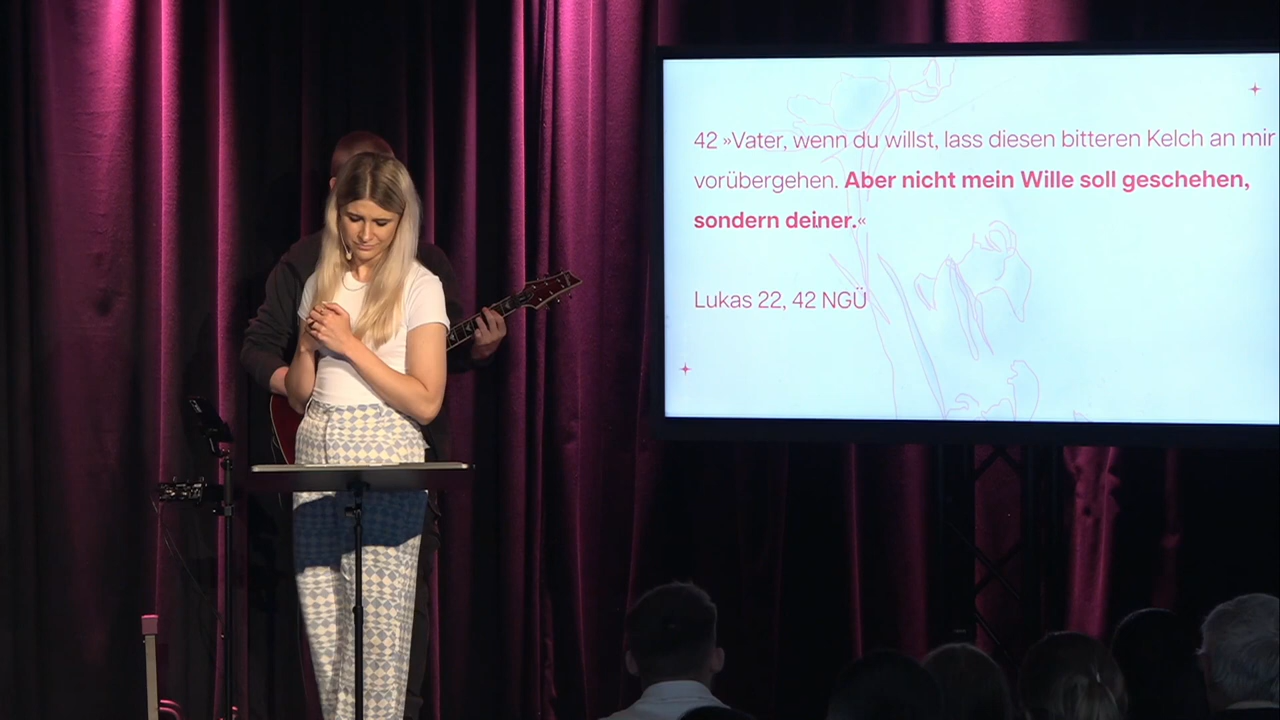 42 »Vater, wenn du willst, lass diesen bitteren Kelch an mir
vorübergehen. Aber nicht mein Wille soll geschehen,
sondern deiner.«
Lukas 22, 42 NGÜ